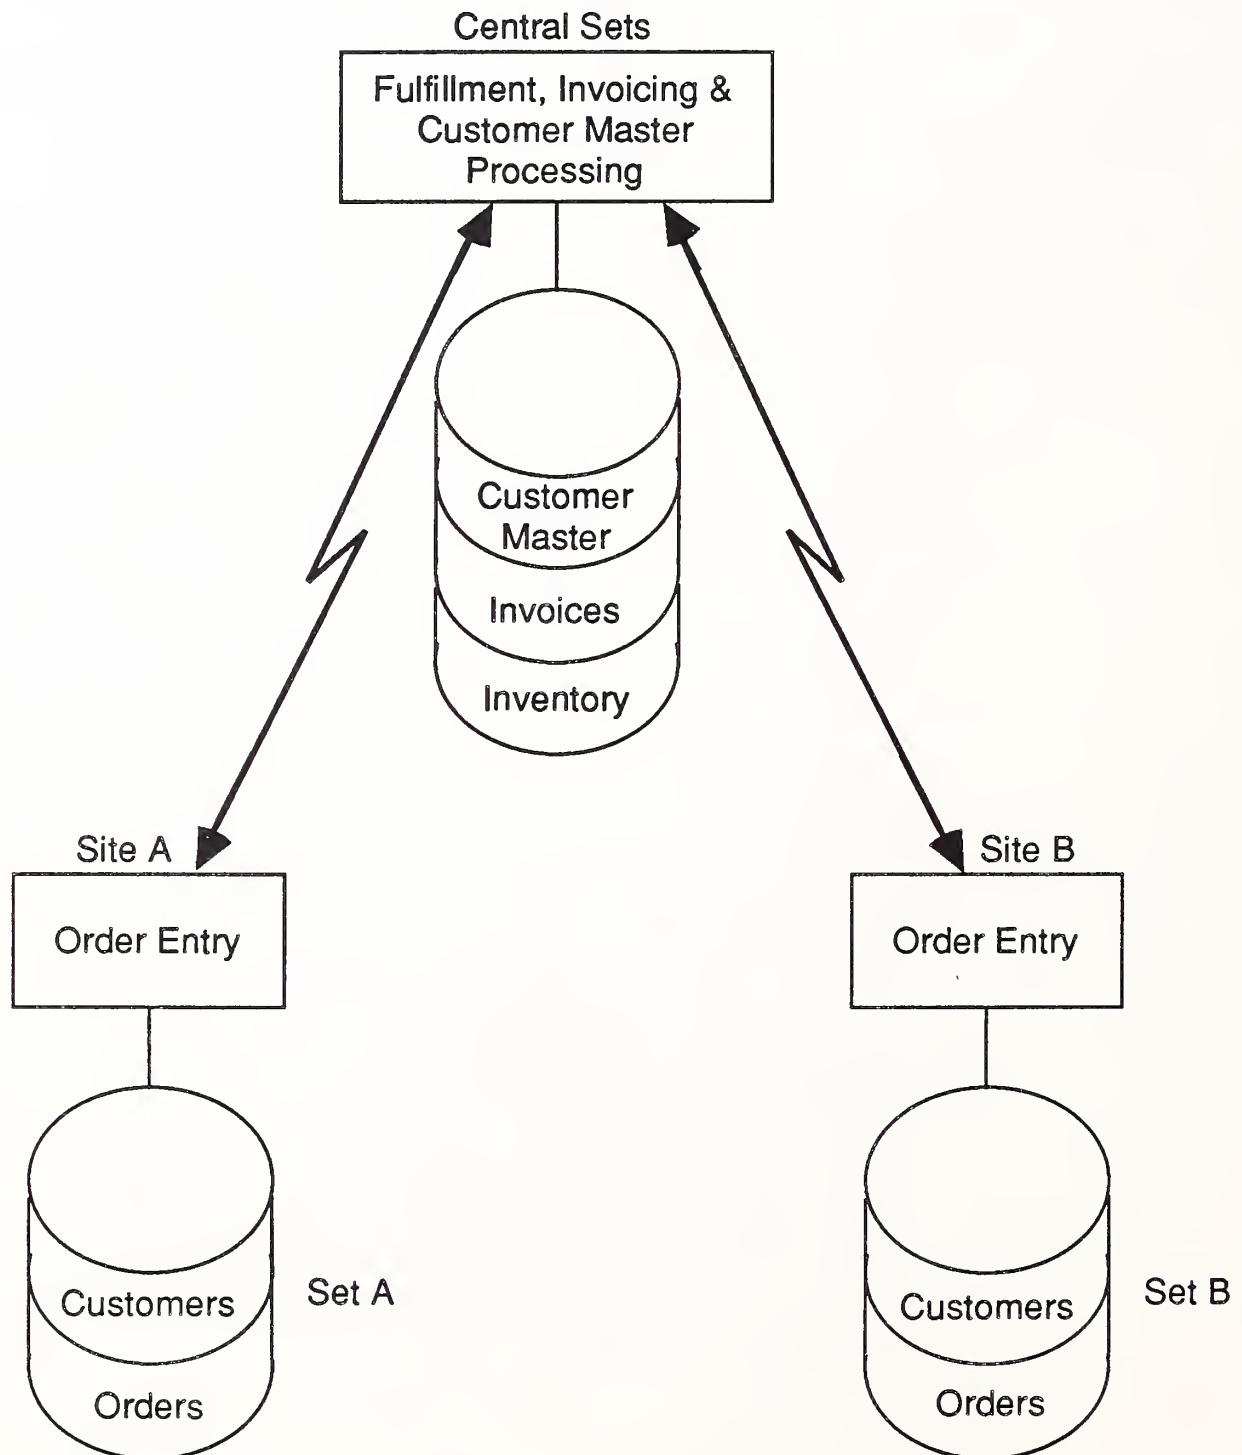 Central Sets
Fulfillment, Invoicing &
Customer Master
Processing
Customer
Master
Invoices
Inventory
Site A
Site B
Order Entry
Order Entry
Customers
Set A
Customers
Set B
Orders
Orders